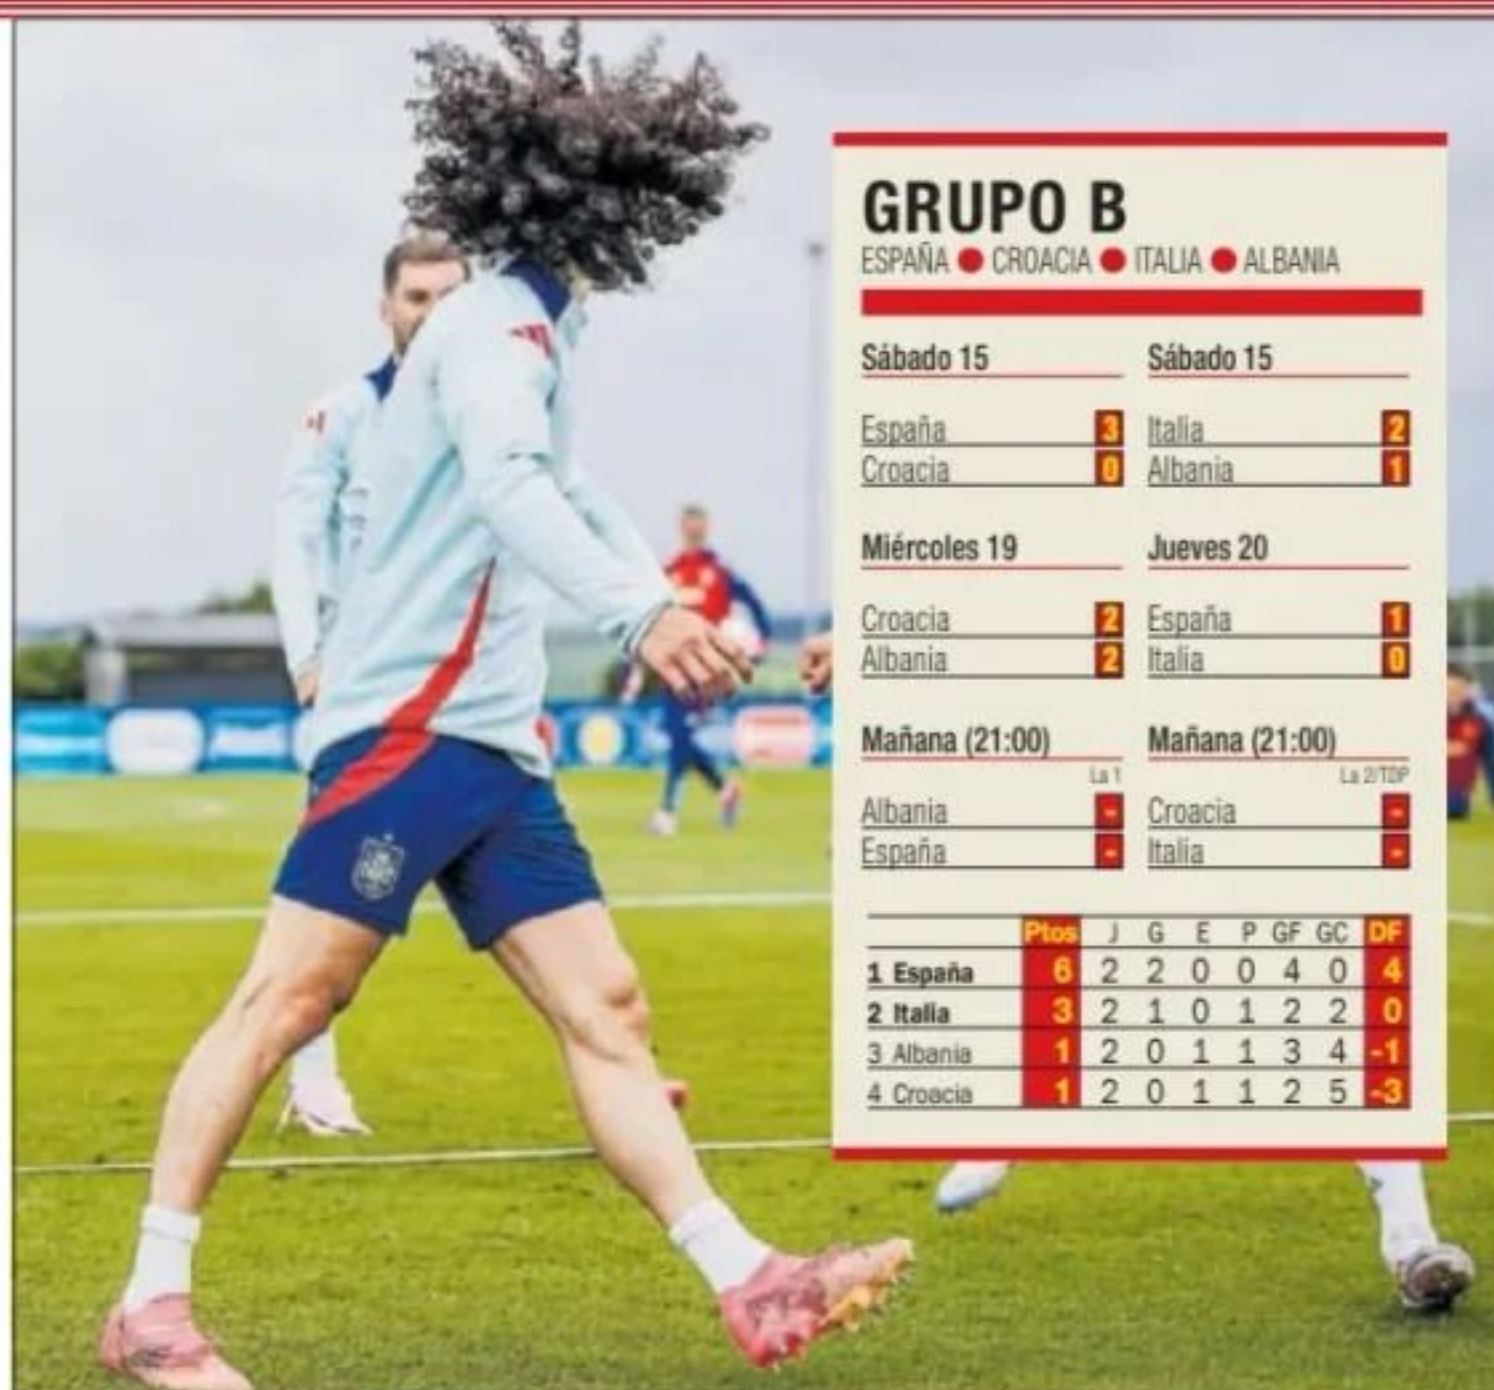 GRUPO B
ESPAÑA ● CROACIA ● ITALIA ● ALBANIA
Sábado 15
España 3
Croacia 0
Sábado 15
Italia 2
Albania 1
Miércoles 19
Croacia 2
Albania 2
Jueves 20
España 1
Italia 0
Mañana (21:00)
La 1
Albania -
España -
Mañana (21:00)
La 2/TDP
Croacia -
Italia -
Ptos J G E P GF GC DF
1 España 6 2 2 0 0 4 0 4
2 Italia 3 2 1 0 1 2 2 0
3 Albania 1 2 0 1 1 3 4 -1
4 Croacia 1 2 0 1 1 2 5 -3